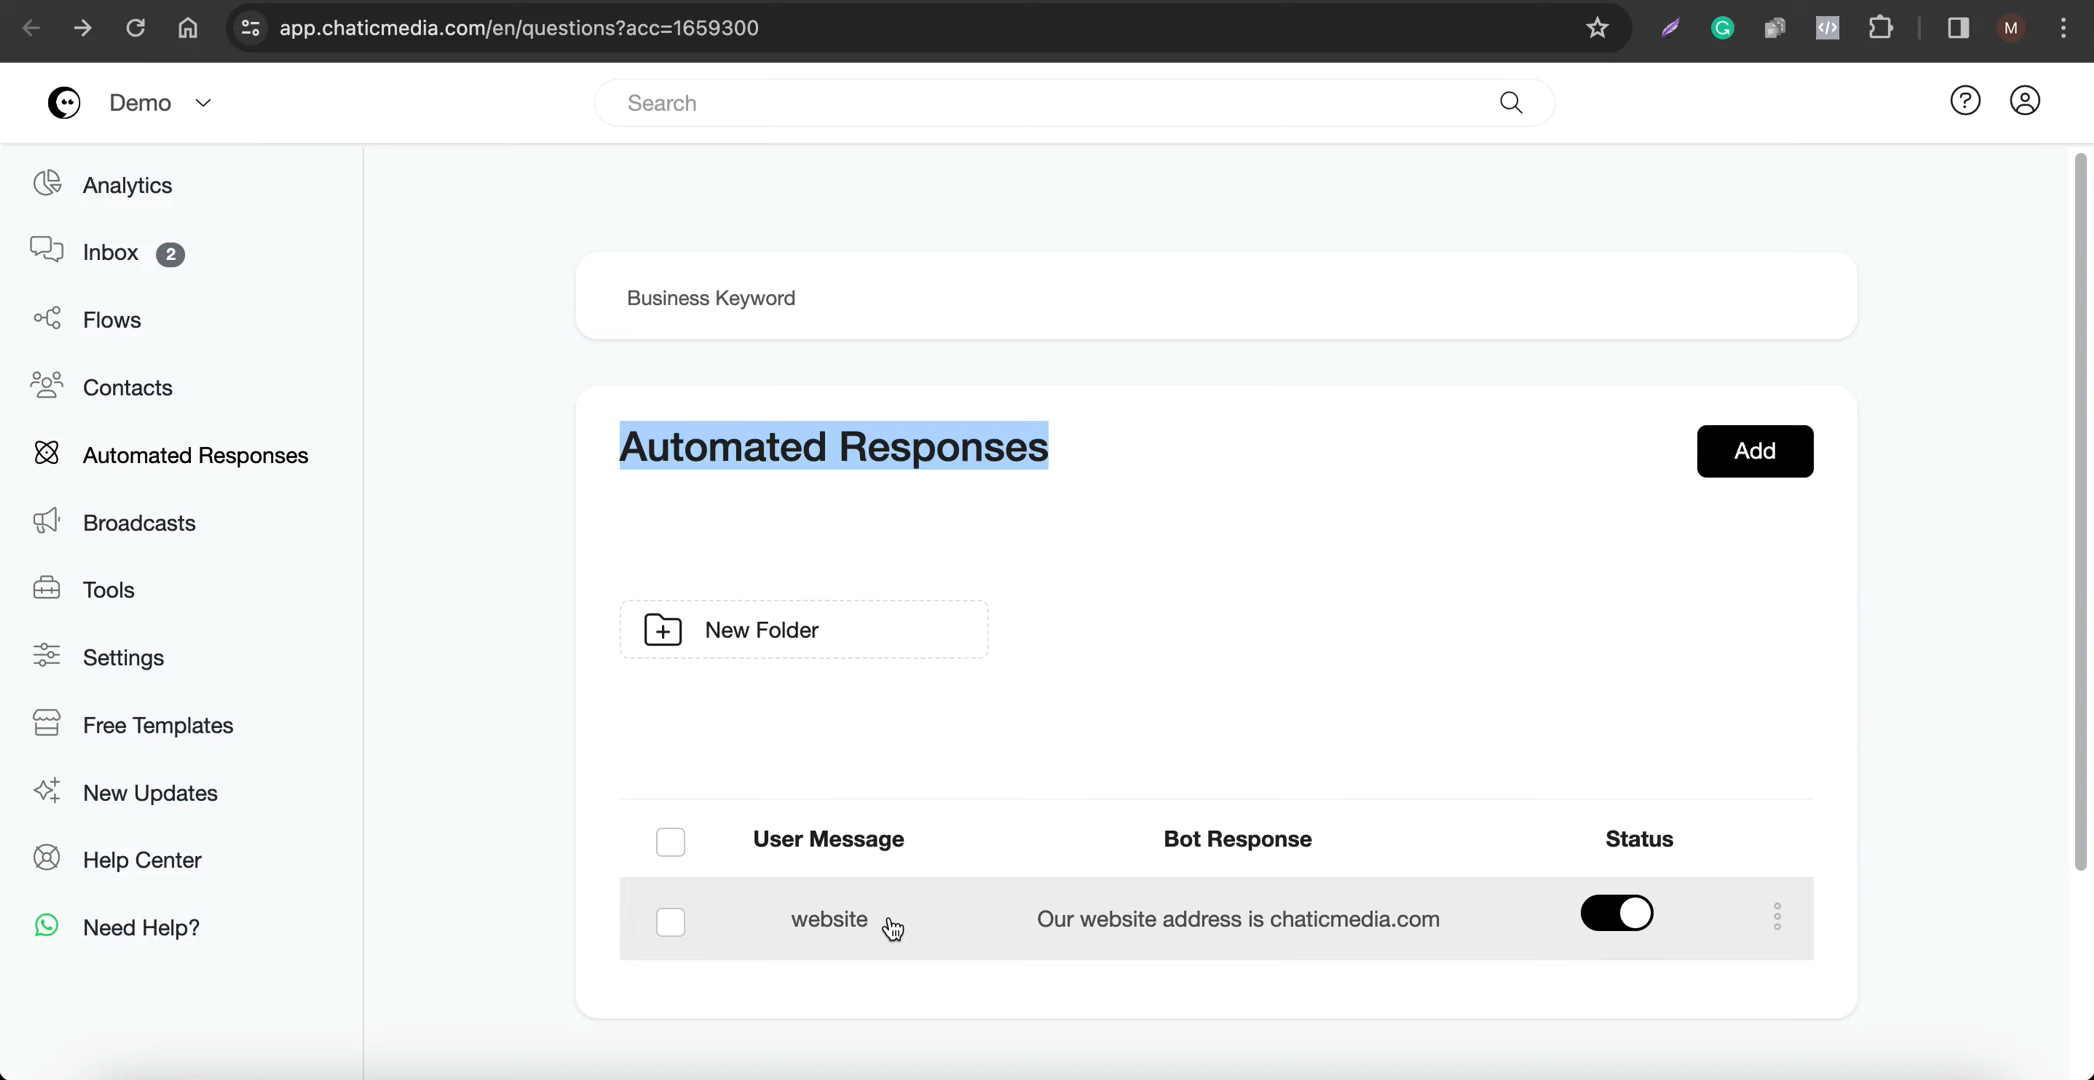 app.chaticmedia.com/en/questions?acc=1659300
M
Demo
Search
Analytics
Inbox 2
Flows
Contacts
Automated Responses
Broadcasts
Tools
Settings
Free Templates
New Updates
Help Center
Need Help?
Business Keyword
Automated Responses
Add
New Folder
User Message Bot Response Status
website Our website address is chaticmedia.com